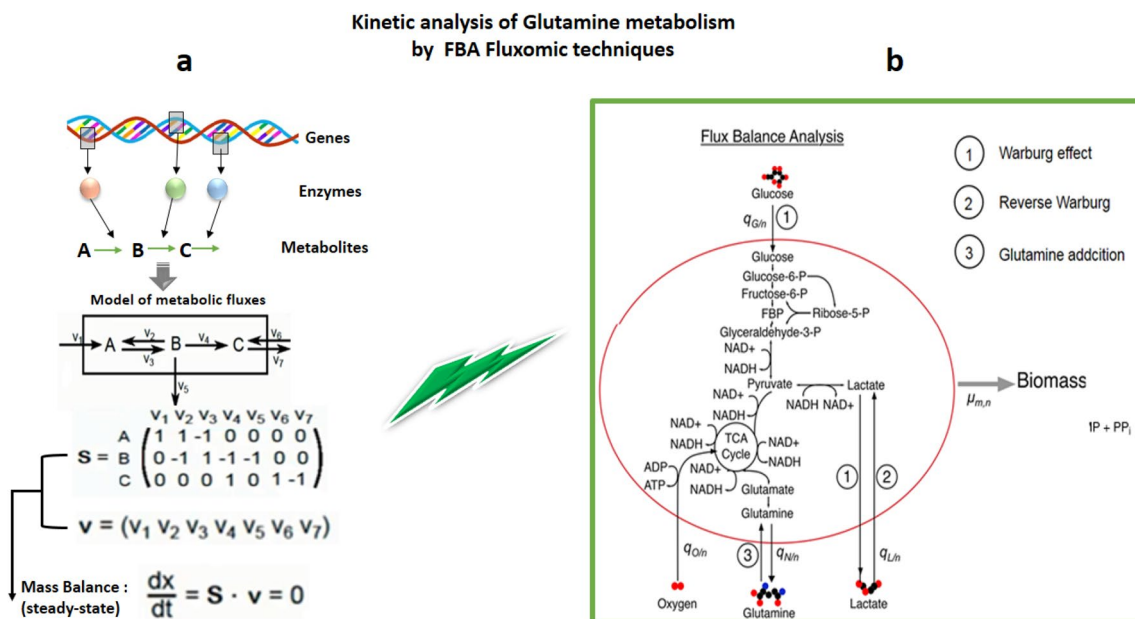 Kinetic analysis of Glutamine metabolism
by FBA Fluxomic techniques
a
Genes
Enzymes
A B C Metabolites
Model of metabolic fluxes
v1 A v2 v3 B v4 C v6 v7
v5
V1 V2 V3 V4 V5 V6 V7
A 1 1 -1 0 0 0 0
S = B 0 -1 1 -1 -1 0 0
C 0 0 0 1 0 1 -1
v = (V1 V2 V3 V4 V5 V6 V7)
Mass Balance :
(steady-state)
dx/dt = S · v = 0
b
Flux Balance Analysis
1 Warburg effect
2 Reverse Warburg
3 Glutamine addcition
Glucose
qG/n 1
Glucose
Glucose-6-P
Fructose-6-P
FBP Ribose-5-P
Glyceraldehyde-3-P
NAD+
NADH
Pyruvate Lactate
NAD+ NADH NAD+
NADH
NAD+
NADH
TCA
Cycle
NAD+
NADH
ADP
ATP
NAD+
NADH
Glutamate
Glutamine
1 2
qO/n 3 qN/n qL/n
Oxygen Glutamine Lactate
Biomass
μm,n
IP + PPi